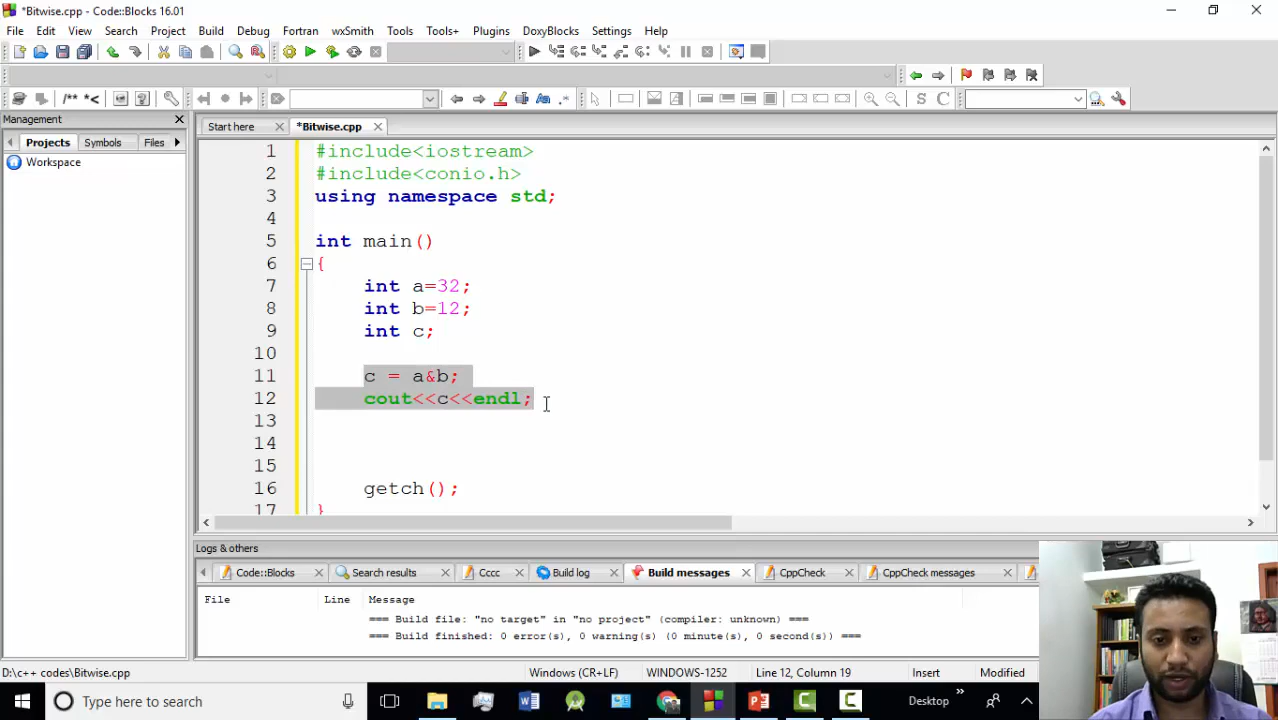 *Bitwise.cpp - Code::Blocks 16.01
File Edit View Search Project Build Debug Fortran wxSmith Tools Tools+ Plugins DoxyBlocks Settings Help
/** *<
S C
Management
Projects Symbols Files
Workspace
Start here *Bitwise.cpp
1 #include<iostream>
2 #include<conio.h>
3 using namespace std;
4
5 int main()
6 {
7 int a=32;
8 int b=12;
9 int c;
10
11 c = a&b;
12 cout<<c<<endl;
13
14
15
16 getch();
17 }
Logs & others
Code::Blocks Search results Cccc Build log Build messages CppCheck CppCheck messages
File Line Message
=== Build file: "no target" in "no project" (compiler: unknown) ===
=== Build finished: 0 error(s), 0 warning(s) (0 minute(s), 0 second(s)) ===
D:\c++ codes\Bitwise.cpp Windows (CR+LF) WINDOWS-1252 Line 12, Column 19 Insert Modified
Type here to search Desktop